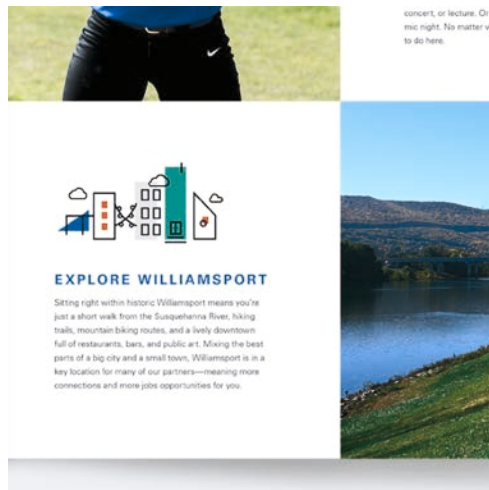 concert, or lecture. Or
mic night. No matter
to do here.
EXPLORE WILLIAMSPORT
Sitting right within historic Williamsport means you're
just a short walk from the Susquehanna River, hiking
trails, mountain biking routes, and a lively downtown
full of restaurants, bars, and public art. Mixing the best
parts of a big city and a small town, Williamsport is in a
key location for many of our partners—meaning more
connections and more jobs opportunities for you.